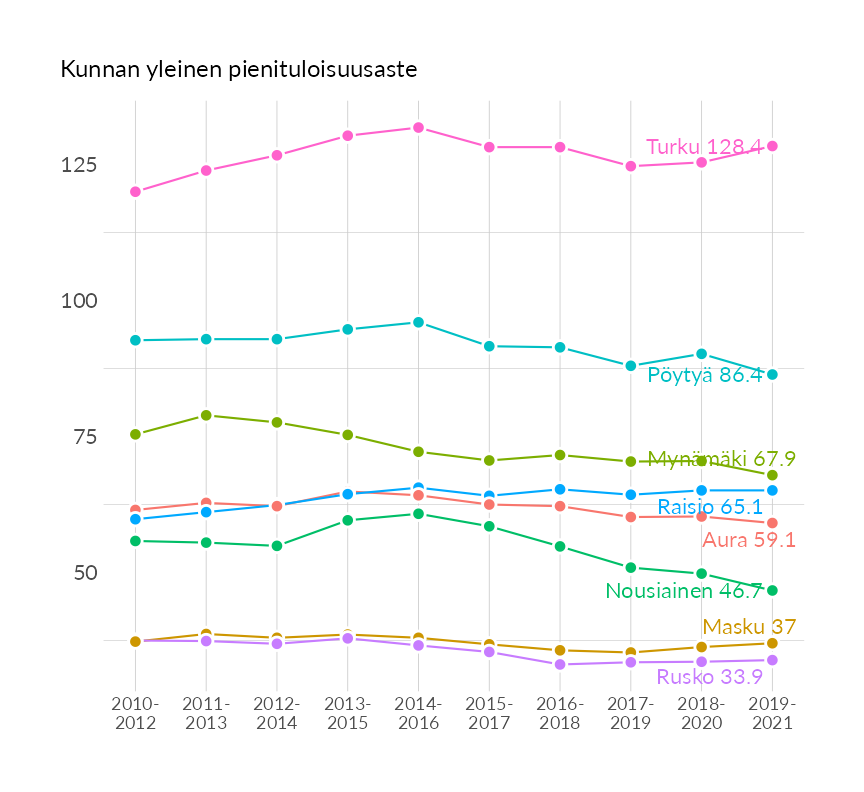 Kunnan yleinen pienituloisuusaste
125
100
75
50
Turku 128.4
Pöytyä 86.4
Mynämäki 67.9
Raisio 65.1
Aura 59.1
Nousiainen 46.7
Masku 37
Rusko 33.9
2010- 2011- 2012- 2013- 2014- 2015- 2016- 2017- 2018- 2019-
2012 2013 2014 2015 2016 2017 2018 2019 2020 2021